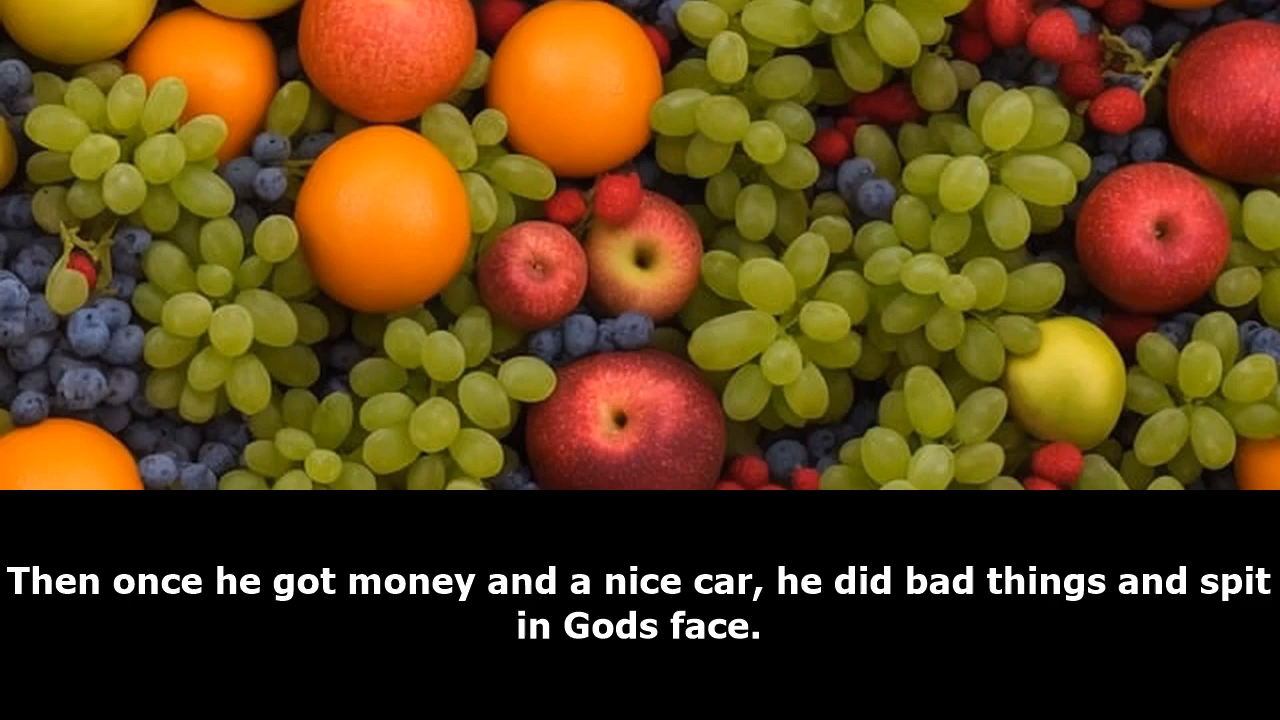 Then once he got money and a nice car, he did bad things and spit
in Gods face.